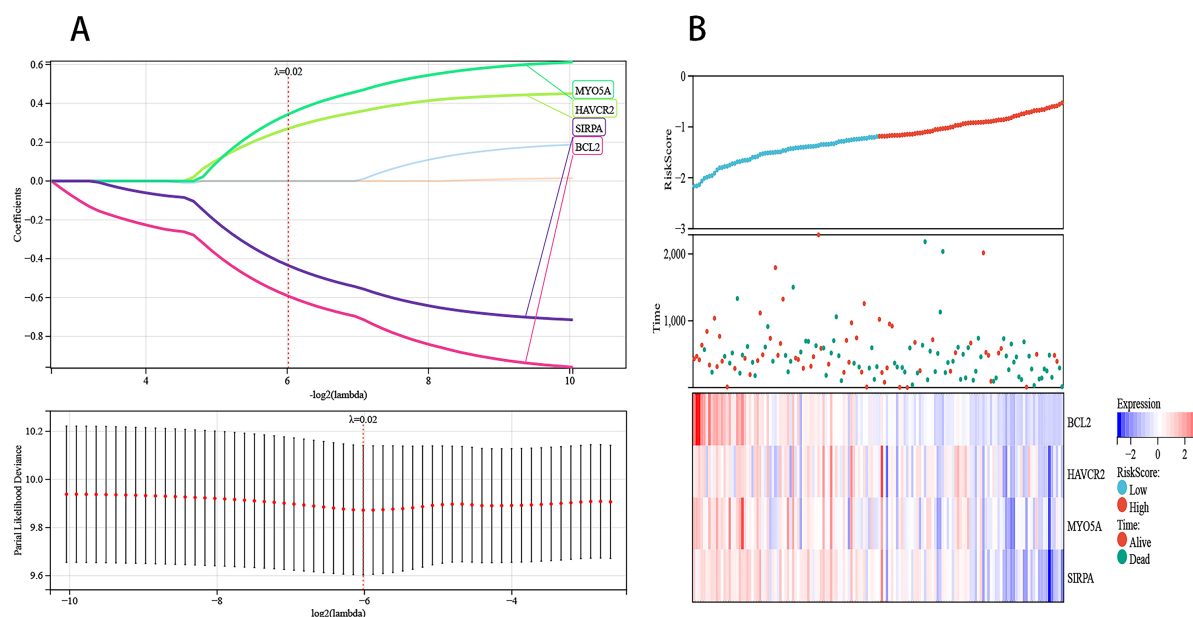 A
0.6
0.4
0.2
0.0
−0.2
−0.4
−0.6
−0.8
Coefficients
λ=0.02
MYO5A
HAVCR2
SIRPA
BCL2
4
6
8
10
-log2(lambda)
λ=0.02
10.2
10.0
9.8
9.6
Parial Likelihood Deviance
−10
−8
−6
−4
log2(lambda)
B
0
−1
−2
−3
RiskScore
2,000
1,000
Time
BCL2
HAVCR2
MYO5A
SIRPA
Expression
−2 0 2
RiskScore:
Low
High
Time:
Alive
Dead